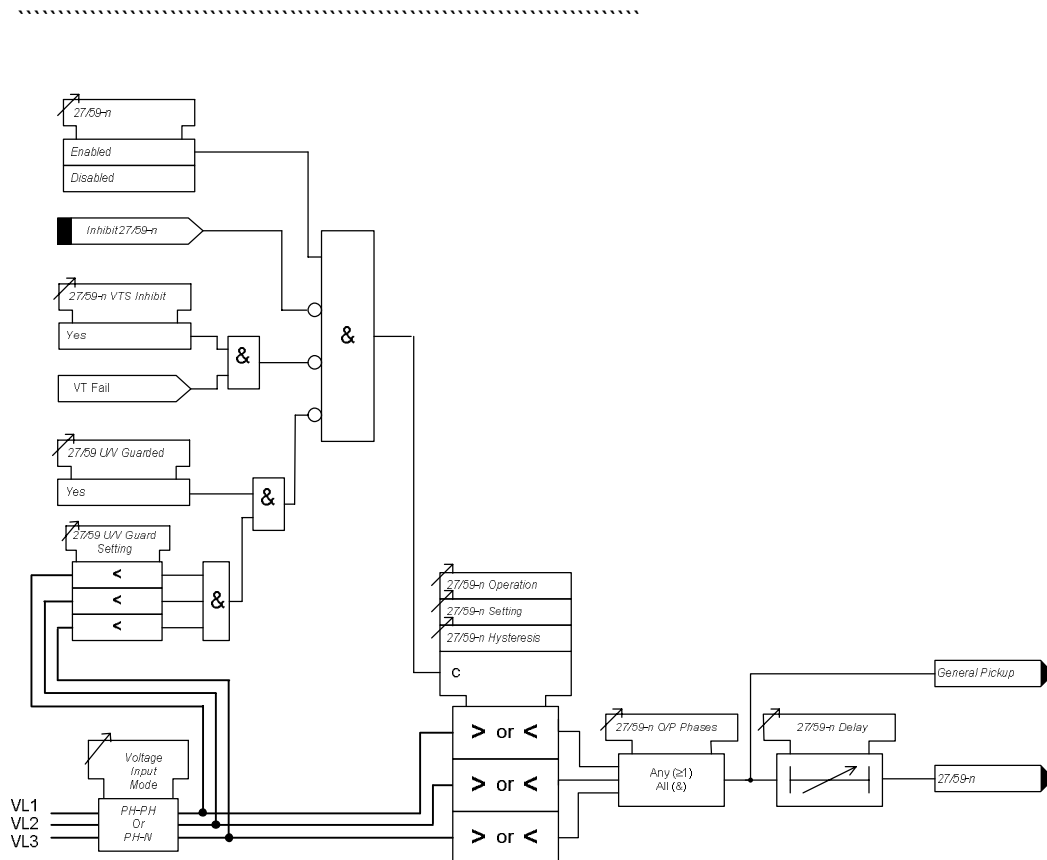 27/59-n
Enabled
Disabled
Inhibit 27/59-n
27/59-n VTS Inhibit
Yes
&
&
VT Fail
27/59 U/V Guarded
Yes
&
27/59 U/V Guard
Setting
<
<
<
&
27/59-n Operation
27/59-n Setting
27/59-n Hysteresis
c
General Pickup
> or <
> or <
> or <
27/59-n O/P Phases
Any (≥1)
All (&)
27/59-n Delay
27/59-n
Voltage
Input
Mode
VL1
VL2
VL3
PH-PH
Or
PH-N